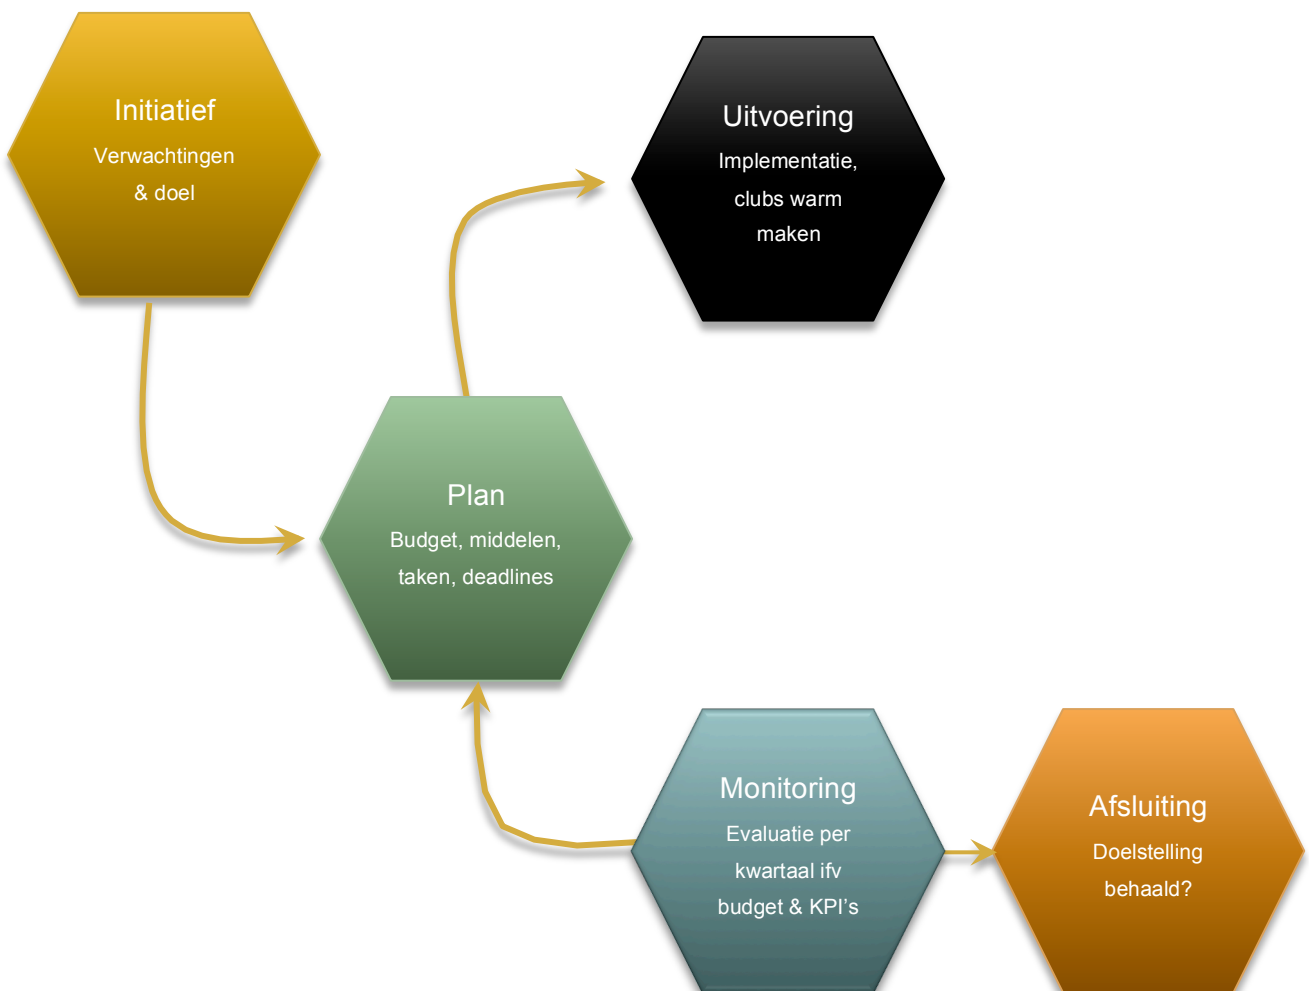 Initiatief
Verwachtingen
& doel
Uitvoering
Implementatie,
clubs warm
maken
Plan
Budget, middelen,
taken, deadlines
Monitoring
Evaluatie per
kwartaal ifv
budget & KPI’s
Afsluiting
Doelstelling
behaald?